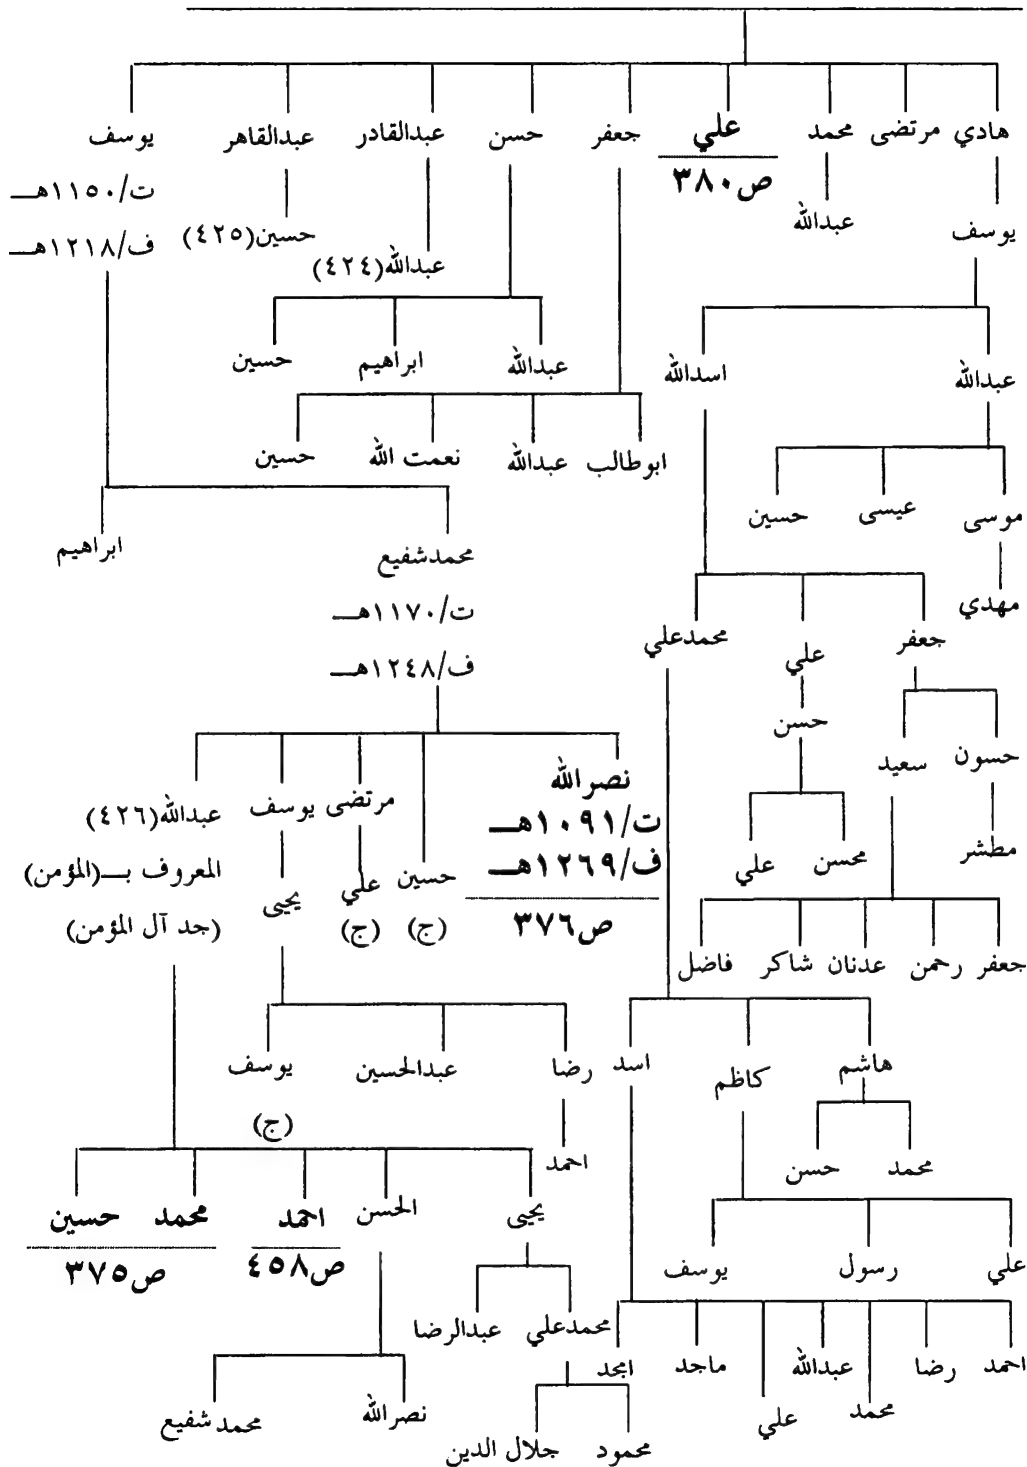 هادي مرتضى محمد علي جعفر حسن عبدالقادر عبدالقاهر يوسف
ص٣٨٠
ت/١١٥٠هـ
ف/١٢١٨هـ
يوسف عبدالله عبدالله(٤٢٤) حسين(٤٢٥)
عبدالله اسدالله عبدالله ابراهيم حسين
ابوطالب عبدالله نعمت الله حسين
موسى عيسى حسين
محمدشفيع ابراهيم
ت/١١٧٠هـ
ف/١٢٤٨هـ
مهدي
جعفر علي محمدعلي
حسن
حسون سعيد
نصرالله مرتضى حسين يوسف عبدالله(٤٢٦)
ت/١٠٩١هـ
ف/١٢٦٩هـ
ص٣٧٦
المعروف بـ(المؤمن)
(جد آل المؤمن)
مطشر محسن علي
حسين علي يحيى
(ج) (ج)
جعفر رحمن عدنان شاكر فاضل
هاشم كاظم اسد رضا عبدالحسين يوسف
(ج)
محمد حسن احمد
يحيى الحسن احمد محمد حسين
ص٤٥٨ ص٣٧٥
علي رسول يوسف
محمدعلي عبدالرضا
احمد رضا محمد عبدالله علي ماجد امجد
نصرالله محمدشفيع
محمود جلال الدين